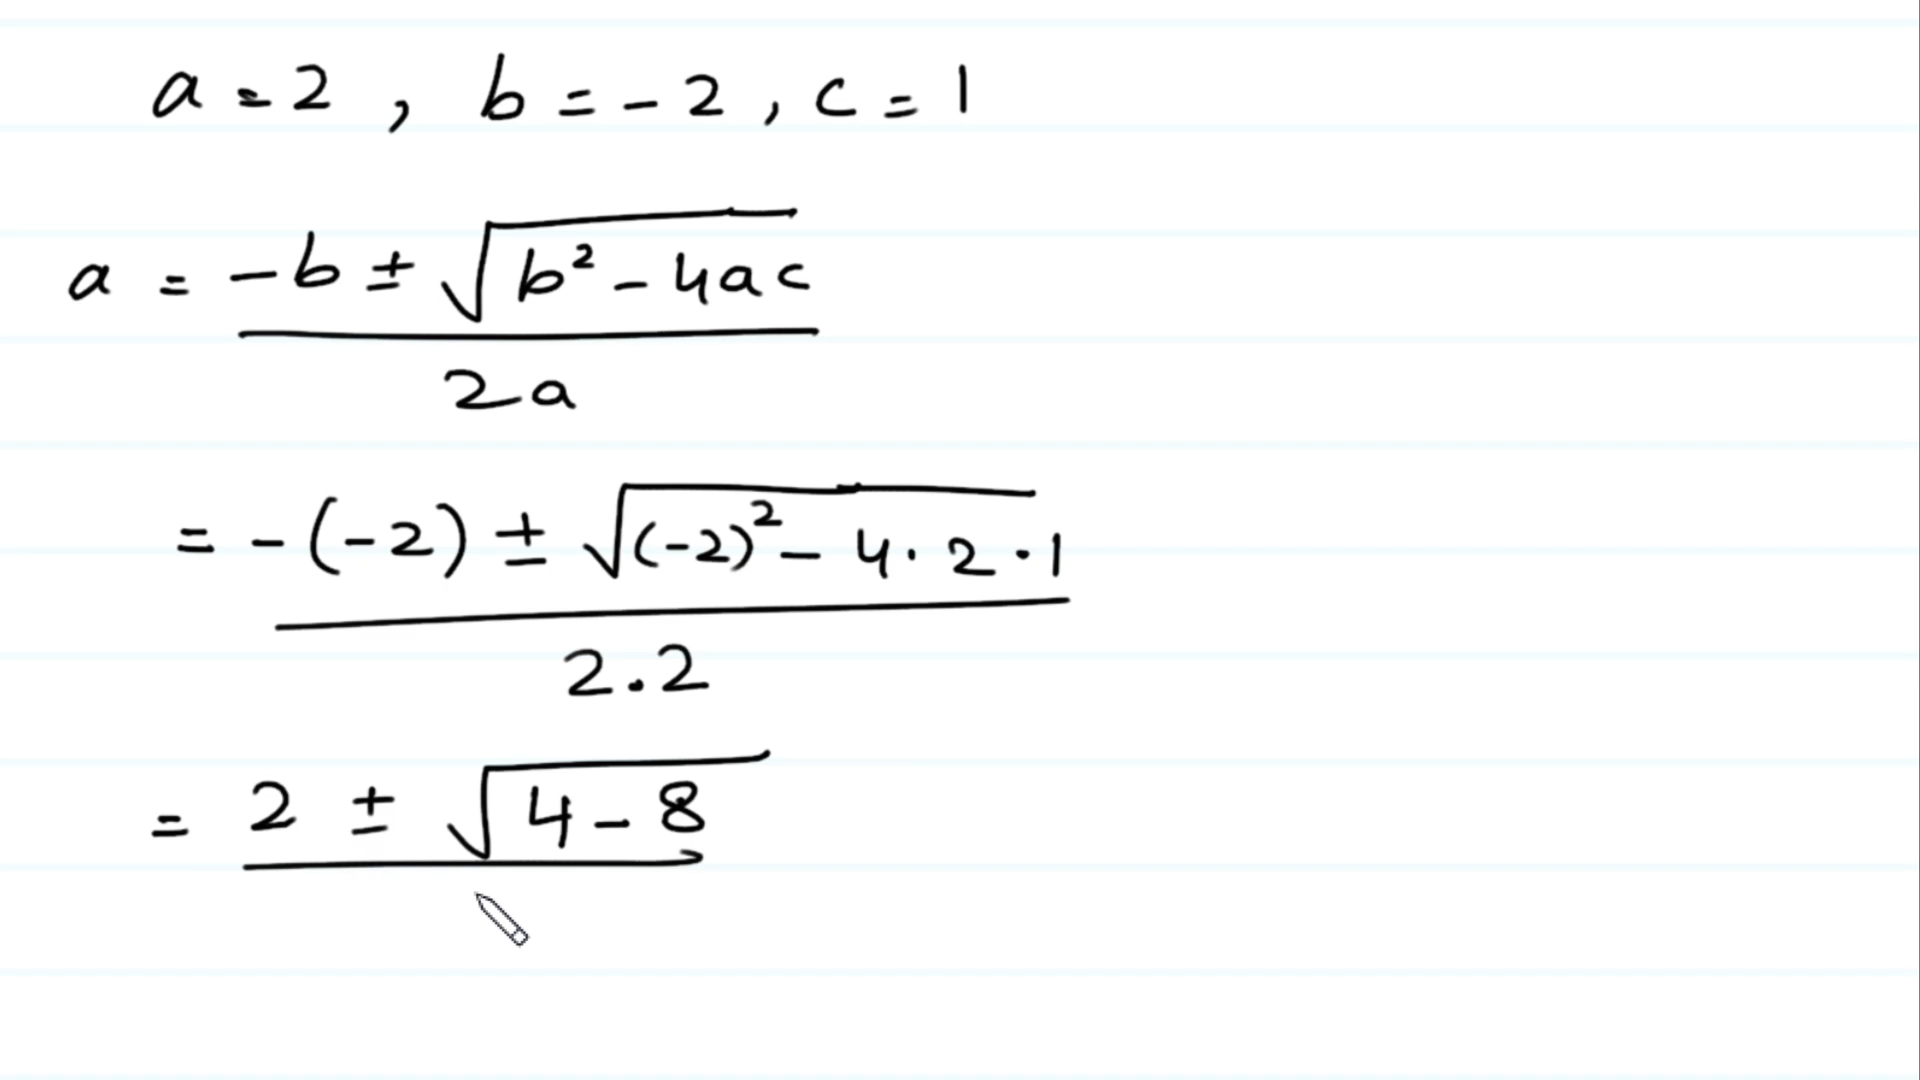 a = 2 , b = - 2 , c = 1
a = -b ± √(b² - 4ac)
2a
= -(-2) ± √((-2)² - 4 · 2 · 1)
2 . 2
= 2 ± √(4 - 8)